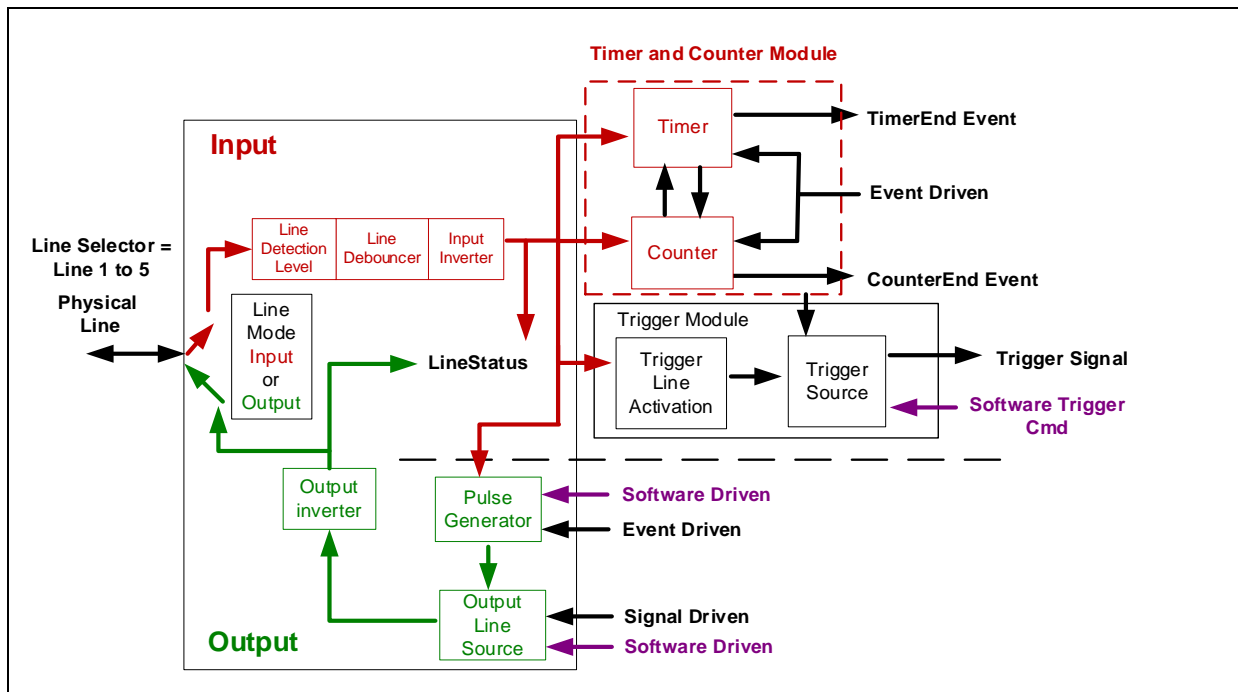 Timer and Counter Module
Input
Timer
TimerEnd Event
Event Driven
Line Selector =
Line 1 to 5
Physical
Line
Line
Detection
Level
Line
Debouncer
Input
Inverter
Counter
CounterEnd Event
Line
Mode
Input
or
Output
LineStatus
Trigger Module
Trigger
Line
Activation
Trigger
Source
Trigger Signal
Software Trigger
Cmd
Output
inverter
Pulse
Generator
Software Driven
Event Driven
Output
Line
Source
Signal Driven
Software Driven
Output